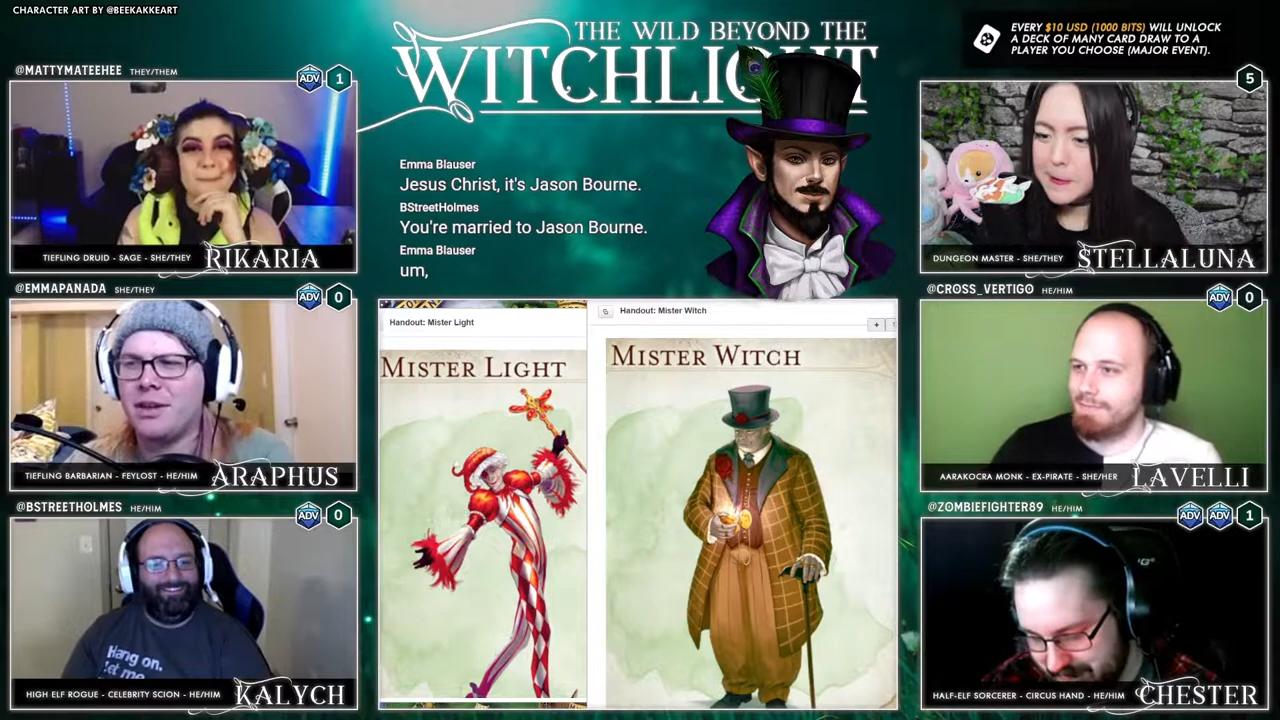 CHARACTER ART BY @BEEKAKKEART
THE WILD BEYOND THE
WITCHLIGHT
EVERY $10 USD (1000 BITS) WILL UNLOCK
A DECK OF MANY CARD DRAW TO A
PLAYER YOU CHOOSE (MAJOR EVENT).
@MATTYMATEEHEE THEY/THEM
ADV 1
TIEFLING DRUID - SAGE - SHE/THEY RIKARIA
Emma Blauser
Jesus Christ, it's Jason Bourne.
BStreetHolmes
You're married to Jason Bourne.
Emma Blauser
um,
5
DUNGEON MASTER - SHE/THEY STELLALUNA
@EMMAPANADA SHE/THEY
ADV 0
TIEFLING BARBARIAN - FEYLOST - HE/HIM ARAPHUS
Handout: Mister Light
MISTER LIGHT
Handout: Mister Witch
+
MISTER WITCH
@CROSS_VERTIGO HE/HIM
ADV 0
AARAKOCRA MONK - EX-PIRATE - SHE/HER LAVELLI
@BSTREETHOLMES HE/HIM
ADV 0
Hang on.
let me
HIGH ELF ROGUE - CELEBRITY SCION - HE/HIM KALYCH
@ZOMBIEFIGHTER89 HE/HIM
ADV ADV 1
HALF-ELF SORCERER - CIRCUS HAND - HE/HIM CHESTER